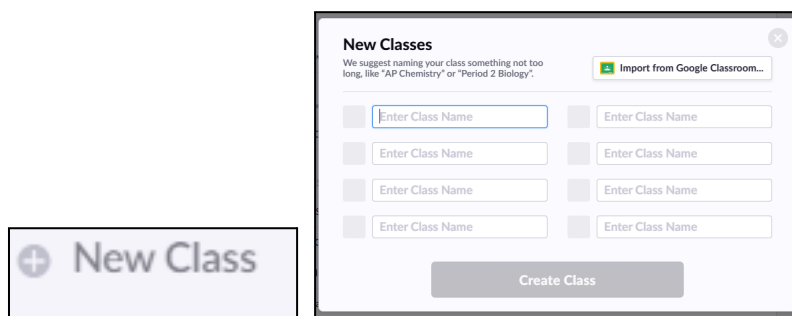 New Class
New Classes
We suggest naming your class something not too
long, like “AP Chemistry” or “Period 2 Biology”.
Import from Google Classroom...
Enter Class Name
Enter Class Name
Enter Class Name
Enter Class Name
Enter Class Name
Enter Class Name
Enter Class Name
Enter Class Name
Create Class